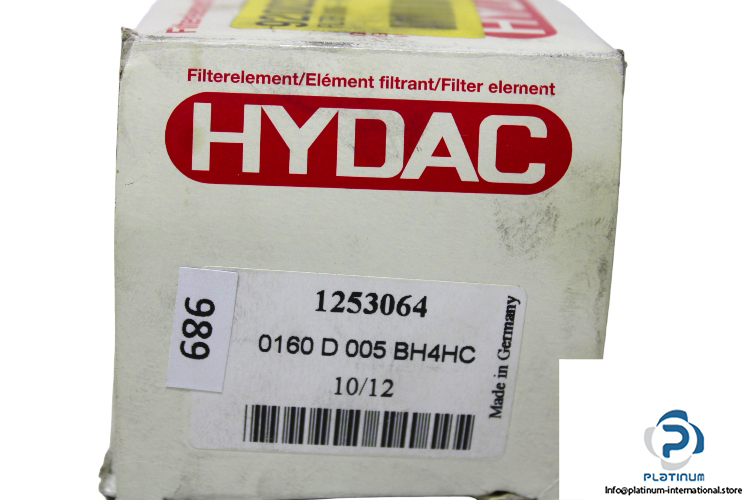 Filterelement/Elément filtrant/Filter element
HYDAC
989
1253064
0160 D 005 BH4HC
10/12
Made in Germany
PLATINUM
Info@platinum-international.store